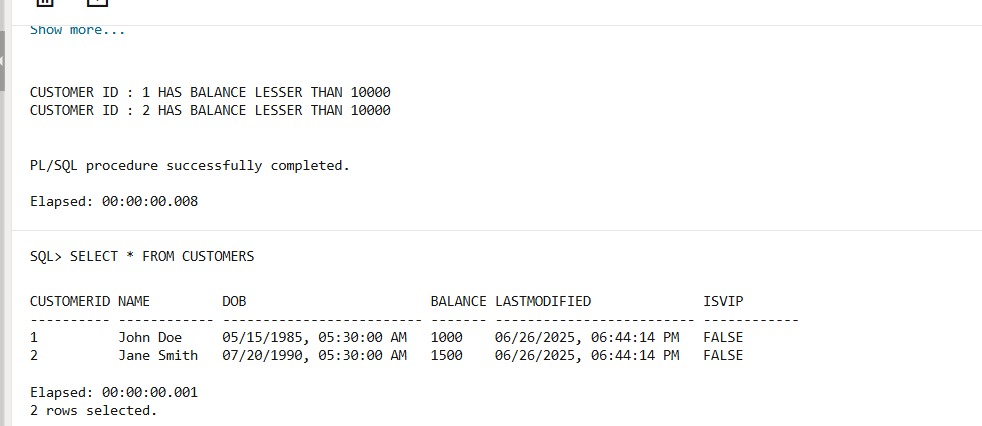 Show more...
CUSTOMER ID : 1 HAS BALANCE LESSER THAN 10000
CUSTOMER ID : 2 HAS BALANCE LESSER THAN 10000
PL/SQL procedure successfully completed.
Elapsed: 00:00:00.008
SQL> SELECT * FROM CUSTOMERS
CUSTOMERID NAME         DOB                       BALANCE LASTMODIFIED              ISVIP
---------- ------------ ------------------------- ------- ------------------------- ------------
1          John Doe     05/15/1985, 05:30:00 AM   1000    06/26/2025, 06:44:14 PM   FALSE
2          Jane Smith   07/20/1990, 05:30:00 AM   1500    06/26/2025, 06:44:14 PM   FALSE
Elapsed: 00:00:00.001
2 rows selected.